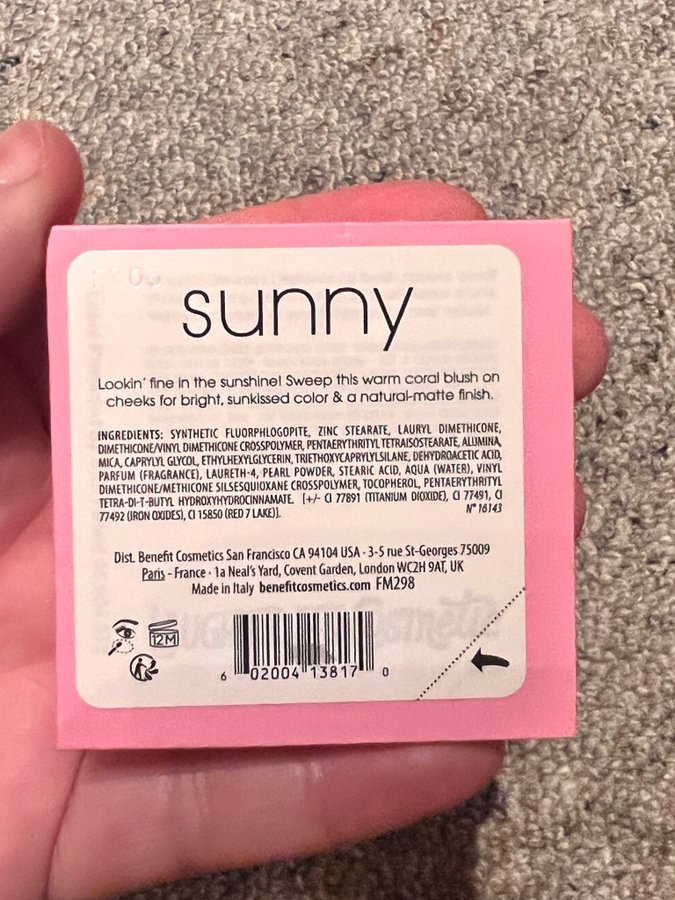 sunny
Lookin' fine in the sunshine! Sweep this warm coral blush on
cheeks for bright, sunkissed color & a natural-matte finish.
INGREDIENTS: SYNTHETIC FLUORPHLOGOPITE, ZINC STEARATE, LAURYL DIMETHICONE,
DIMETHICONE/VINYL DIMETHICONE CROSSPOLYMER, PENTAERYTHRITYL TETRAISOSTEARATE, ALUMINA,
MICA, CAPRYLYL GLYCOL, ETHYLHEXYLGLYCERIN, TRIETHOXYCAPRYLYLSILANE, DEHYDROACETIC ACID,
PARFUM (FRAGRANCE), LAURETH-4, PEARL POWDER, STEARIC ACID, AQUA (WATER), VINYL
DIMETHICONE/METHICONE SILSESQUIOXANE CROSSPOLYMER, TOCOPHEROL, PENTAERYTHRITYL
TETRA-DI-T-BUTYL HYDROXYHYDROCINNAMATE. [+/- CI 77891 (TITANIUM DIOXIDE), CI 77491, CI
77492 (IRON OXIDES), CI 15850 (RED 7 LAKE)]. N° 16143
Dist. Benefit Cosmetics San Francisco CA 94104 USA · 3-5 rue St-Georges 75009
Paris - France · 1a Neal's Yard, Covent Garden, London WC2H 9AT, UK
Made in Italy benefitcosmetics.com FM298
12M
6 02004 13817 0